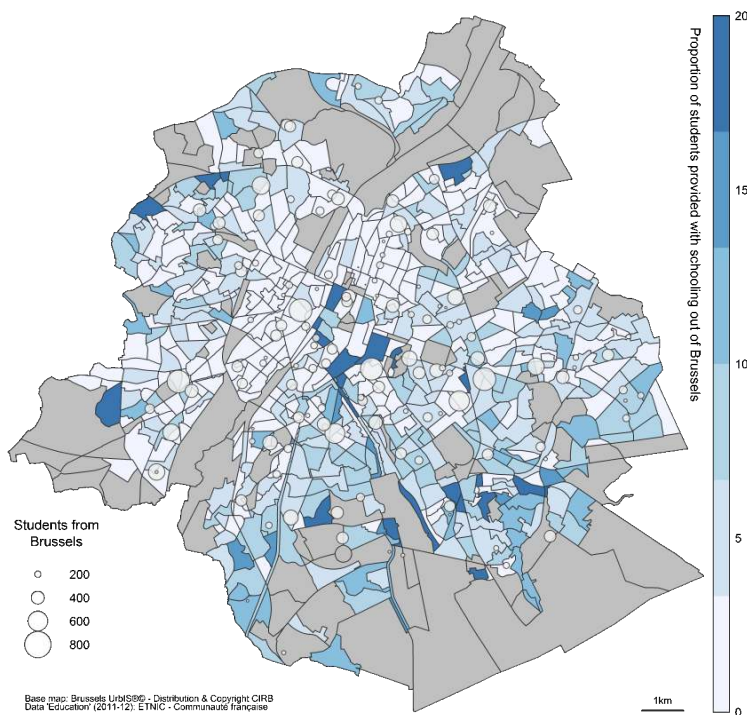 20
15
10
5
0
Proportion of students provided with schooling out of Brussels
Students from
Brussels
200
400
600
800
Base map: Brussels UrbIS®© - Distribution & Copyright CIRB
Data 'Education' (2011-12): ETNIC - Communauté française
1km